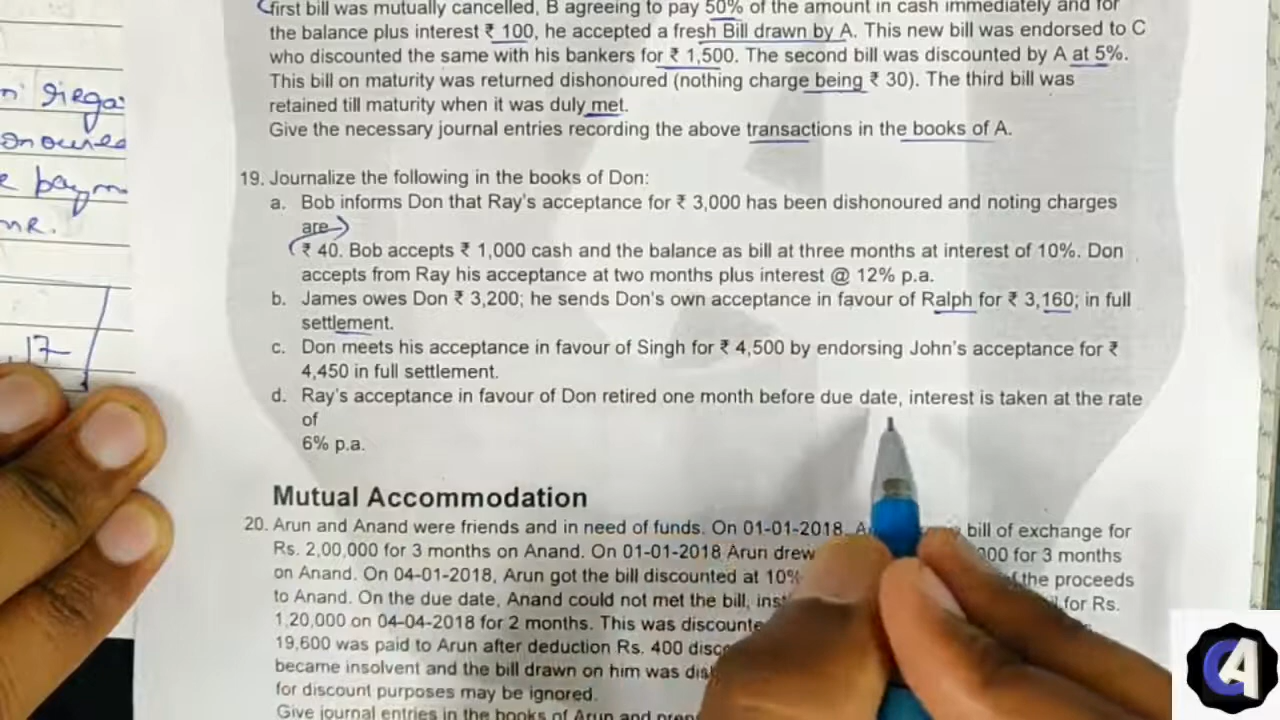 first bill was mutually cancelled, B agreeing to pay 50% of the amount in cash immediately and for
the balance plus interest ₹ 100, he accepted a fresh Bill drawn by A. This new bill was endorsed to C
who discounted the same with his bankers for ₹ 1,500. The second bill was discounted by A at 5%.
This bill on maturity was returned dishonoured (nothing charge being ₹ 30). The third bill was
retained till maturity when it was duly met.
Give the necessary journal entries recording the above transactions in the books of A.
19. Journalize the following in the books of Don:
a. Bob informs Don that Ray's acceptance for ₹ 3,000 has been dishonoured and noting charges
are
₹ 40. Bob accepts ₹ 1,000 cash and the balance as bill at three months at interest of 10%. Don
accepts from Ray his acceptance at two months plus interest @ 12% p.a.
b. James owes Don ₹ 3,200; he sends Don's own acceptance in favour of Ralph for ₹ 3,160; in full
settlement.
c. Don meets his acceptance in favour of Singh for ₹ 4,500 by endorsing John's acceptance for ₹
4,450 in full settlement.
d. Ray's acceptance in favour of Don retired one month before due date, interest is taken at the rate
of
6% p.a.
Mutual Accommodation
20. Arun and Anand were friends and in need of funds. On 01-01-2018, bill of exchange for
Rs. 2,00,000 for 3 months on Anand. On 01-01-2018 Arun drew 000 for 3 months
on Anand. On 04-01-2018, Arun got the bill discounted at 10% the proceeds
to Anand. On the due date, Anand could not met the bill, for Rs.
1,20,000 on 04-04-2018 for 2 months. This was
19,600 was paid to Arun after deduction Rs. 400
became insolvent and the bill drawn on him was
for discount purposes may be ignored.
Give journal entries in the books of Arun and
17
CA